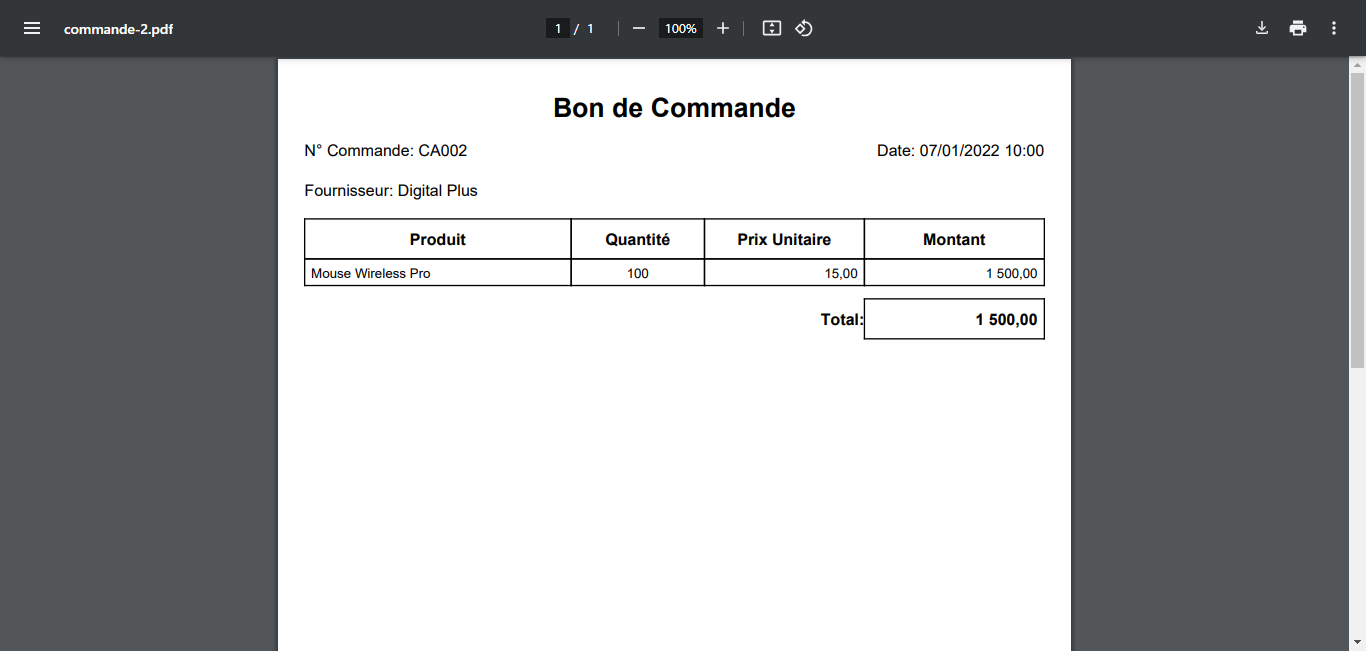 commande-2.pdf
1 / 1
100%
Bon de Commande
N° Commande: CA002
Date: 07/01/2022 10:00
Fournisseur: Digital Plus
Produit Quantité Prix Unitaire Montant
Mouse Wireless Pro 100 15,00 1 500,00
Total: 1 500,00